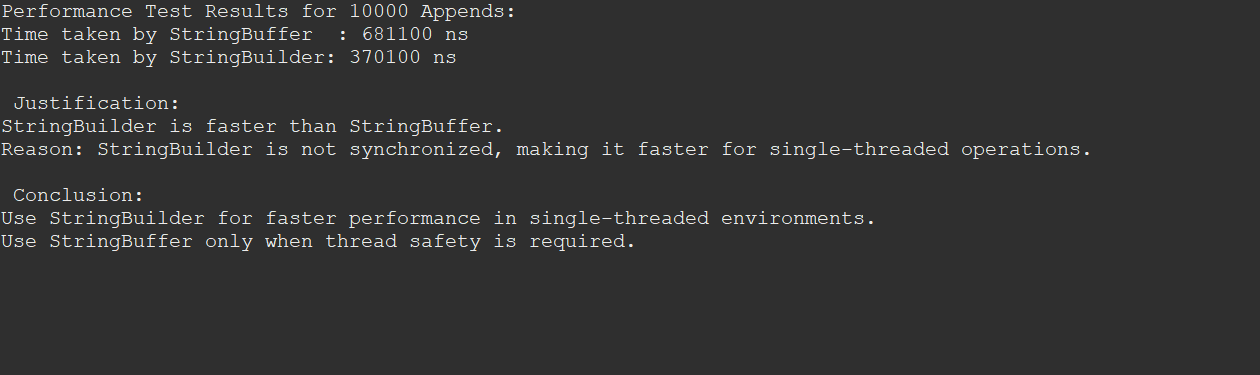 Performance Test Results for 10000 Appends:
Time taken by StringBuffer  : 681100 ns
Time taken by StringBuilder: 370100 ns
Justification:
StringBuilder is faster than StringBuffer.
Reason: StringBuilder is not synchronized, making it faster for single-threaded operations.
Conclusion:
Use StringBuilder for faster performance in single-threaded environments.
Use StringBuffer only when thread safety is required.